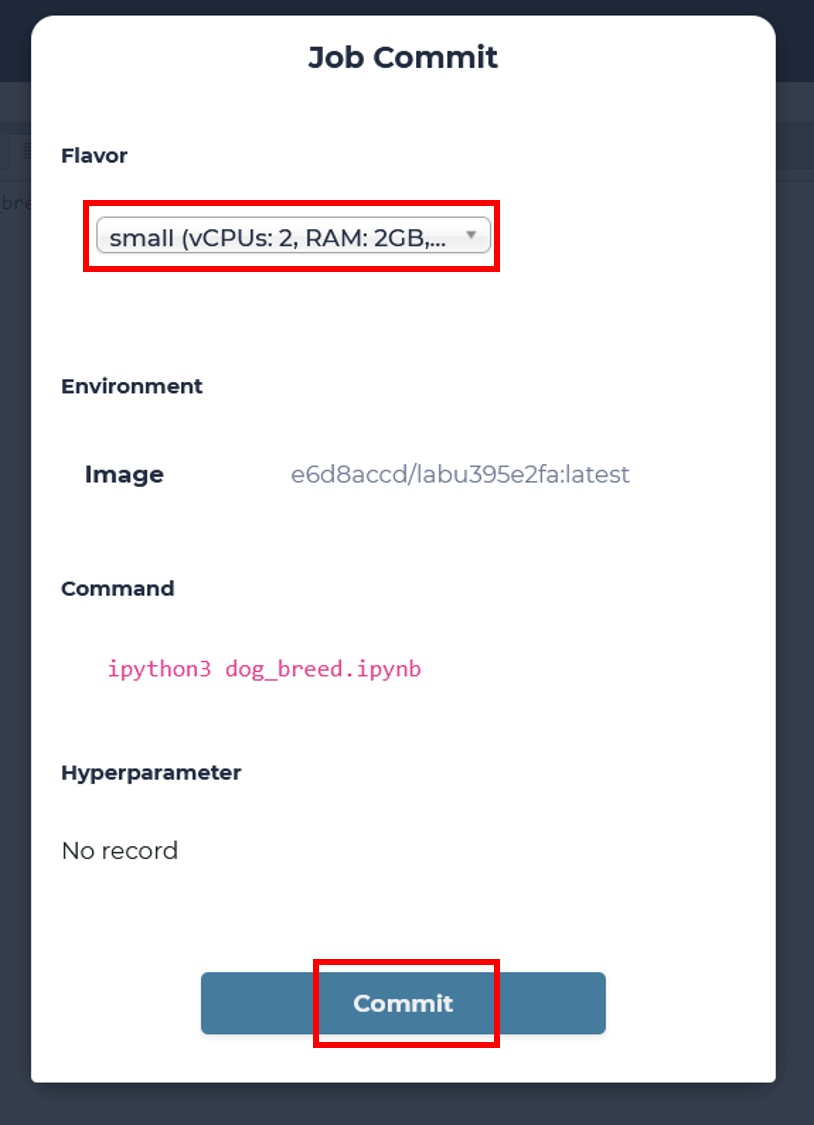 Job Commit
Flavor
bre
small (vCPUs: 2, RAM: 2GB,...
Environment
Image e6d8accd/labu395e2fa:latest
Command
ipython3 dog_breed.ipynb
Hyperparameter
No record
Commit